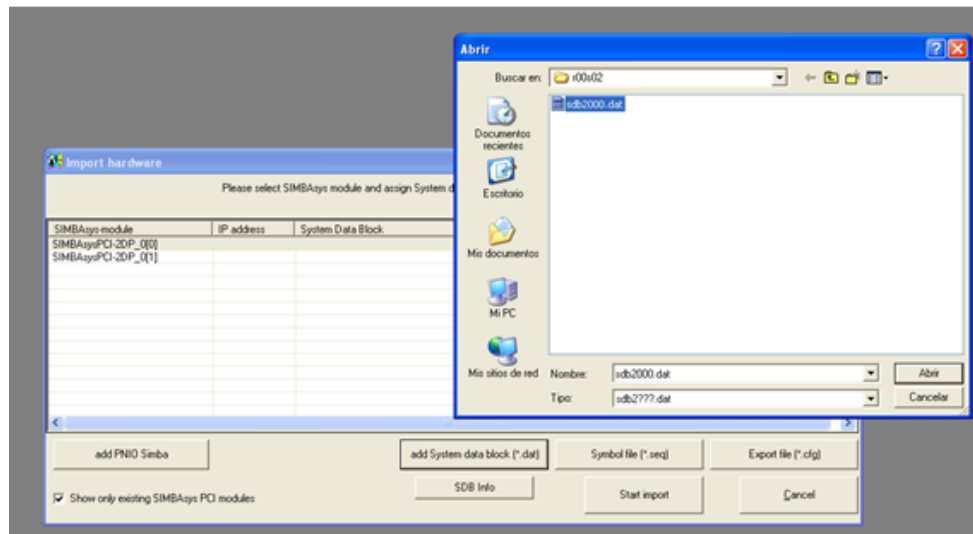 Abrir
Buscar en:
r00s02
sdb2000.dat
Documentos
recientes
Escritorio
Mis documentos
Mi PC
Mis sitios de red
Nombre:
sdb2000.dat
Abrir
Tipo:
sdb2???.dat
Cancelar
Import hardware
Please select SIMBAsys module and assign System d
SIMBAsys-module
IP address
System Data Block
SIMBAsysPCI-2DP_0[0]
SIMBAsysPCI-2DP_0[1]
add PNIO Simba
add System data block (*.dat)
Symbol file (*.seq)
Export file (*.cfg)
SDB Info
Start import
Cancel
Show only existing SIMBAsys PCI modules